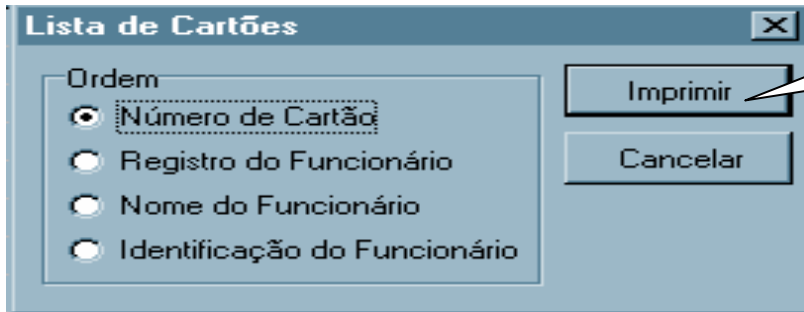 Lista de Cartões
Ordem
Número de Cartão
Registro do Funcionário
Nome do Funcionário
Identificação do Funcionário
Imprimir
Cancelar